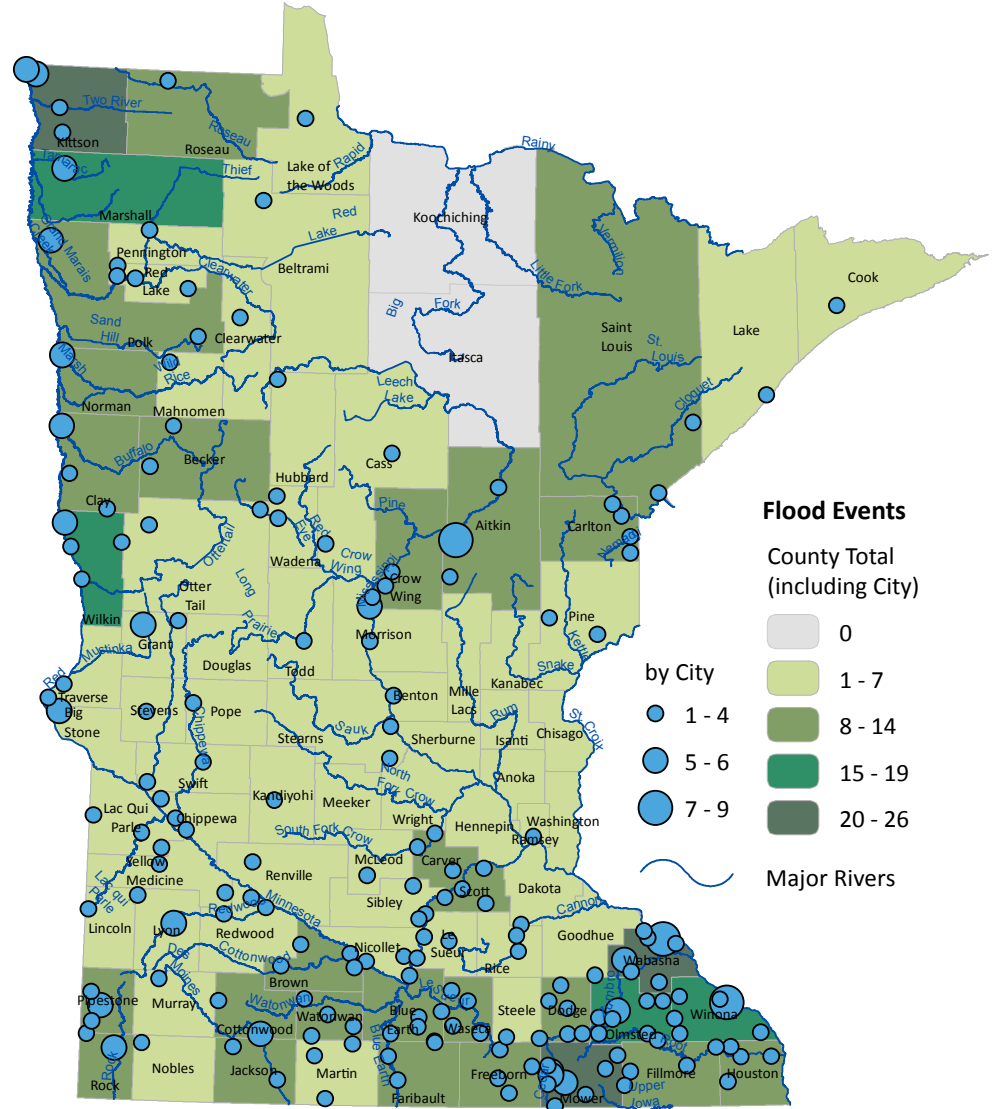 Two River
Kittson
Roseau
Roseau
Tamarac
Thief
Lake of
the Woods
Rapid
Rainy
Koochiching
Marshall
Red
Lake
Grand Marais
Creek
Pennington
Red
Lake
Clearwater
Beltrami
Vermilion
Little Fork
Big
Fork
Cook
Sand
Hill
Polk
Clearwater
Saint
Louis
Lake
St.
Louis
Itasca
Marsh
Wild
Rice
Leech
Lake
Cloquet
Norman
Mahnomen
Buffalo
Becker
Cass
Hubbard
Clay
Pine
Aitkin
Carlton
Nemadji
Red
Eye
Ottertail
Wadena
Crow
Wing
Mississippi
Crow
Wing
Long
Prairie
Otter
Tail
Wilkin
Mustinka
Grant
Morrison
Pine
Kettle
Snake
Douglas
Todd
Kanabec
Red
Traverse
Big
Stone
Stevens
Pope
Chippewa
Benton
Mille
Lacs
Rum
Sauk
Stearns
Sherburne
Isanti
Chisago
St. Croix
North
Fork Crow
Anoka
Swift
Kandiyohi
Meeker
Wright
Hennepin
Washington
Ramsey
Lac Qui
Parle
Chippewa
South Fork Crow
McLeod
Carver
Yellow
Medicine
Renville
Scott
Dakota
Lac qui
Parle
Sibley
Minnesota
Redwood
Cannon
Lincoln
Lyon
Redwood
Le
Sueur
Goodhue
Rice
Nicollet
Wabasha
Des
Moines
Cottonwood
Brown
Zumbro
Pipestone
Murray
Watonwan
Watonwan
Le Sueur
Blue
Earth
Waseca
Steele
Dodge
Olmsted
Winona
Cottonwood
Root
Rock
Rock
Nobles
Jackson
Martin
Blue Earth
Faribault
Freeborn
Cedar
Mower
Fillmore
Houston
Upper
Iowa
Flood Events
County Total
(including City)
0
1 - 7
8 - 14
15 - 19
20 - 26
Major Rivers
by City
1 - 4
5 - 6
7 - 9